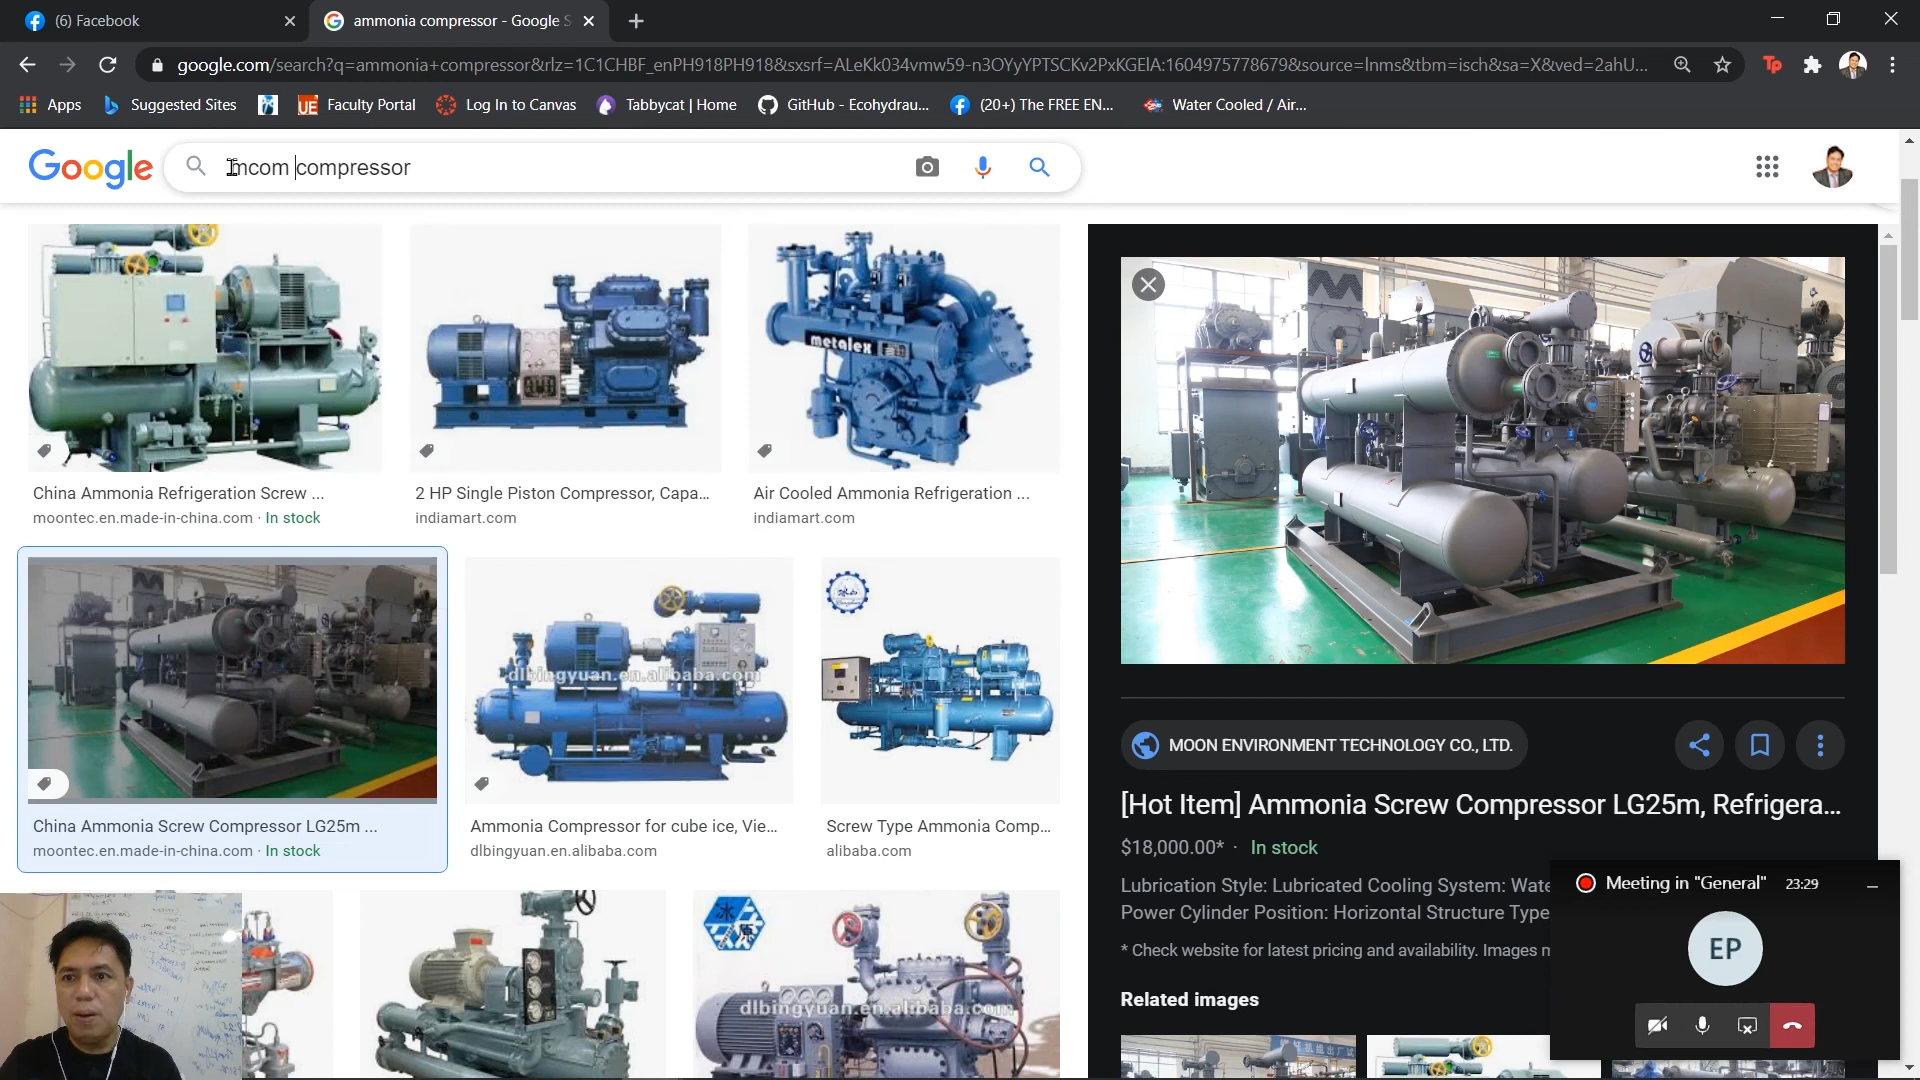 (6) Facebook
ammonia compressor - Google S
google.com/search?q=ammonia+compressor&rlz=1C1CHBF_enPH918PH918&sxsrf=ALeKk034vmw59-n3OYyYPTSCKv2PxKGElA:1604975778679&source=lnms&tbm=isch&sa=X&ved=2ahU...
Apps
Suggested Sites
UE Faculty Portal
Log In to Canvas
Tabbycat | Home
GitHub - Ecohydrau...
(20+) The FREE EN...
Water Cooled / Air...
Google
mcom compressor
metalex
China Ammonia Refrigeration Screw ...
moontec.en.made-in-china.com · In stock
2 HP Single Piston Compressor, Capa...
indiamart.com
Air Cooled Ammonia Refrigeration ...
indiamart.com
dlbingyuan.en.alibaba.com
China Ammonia Screw Compressor LG25m ...
moontec.en.made-in-china.com · In stock
Ammonia Compressor for cube ice, Vie...
dlbingyuan.en.alibaba.com
Screw Type Ammonia Comp...
alibaba.com
dlbingyuan.en.alibaba.com
MOON ENVIRONMENT TECHNOLOGY CO., LTD.
[Hot Item] Ammonia Screw Compressor LG25m, Refrigera...
$18,000.00* · In stock
Lubrication Style: Lubricated Cooling System: Wate
Power Cylinder Position: Horizontal Structure Type
* Check website for latest pricing and availability. Images m
Related images
Meeting in "General" 23:29
EP